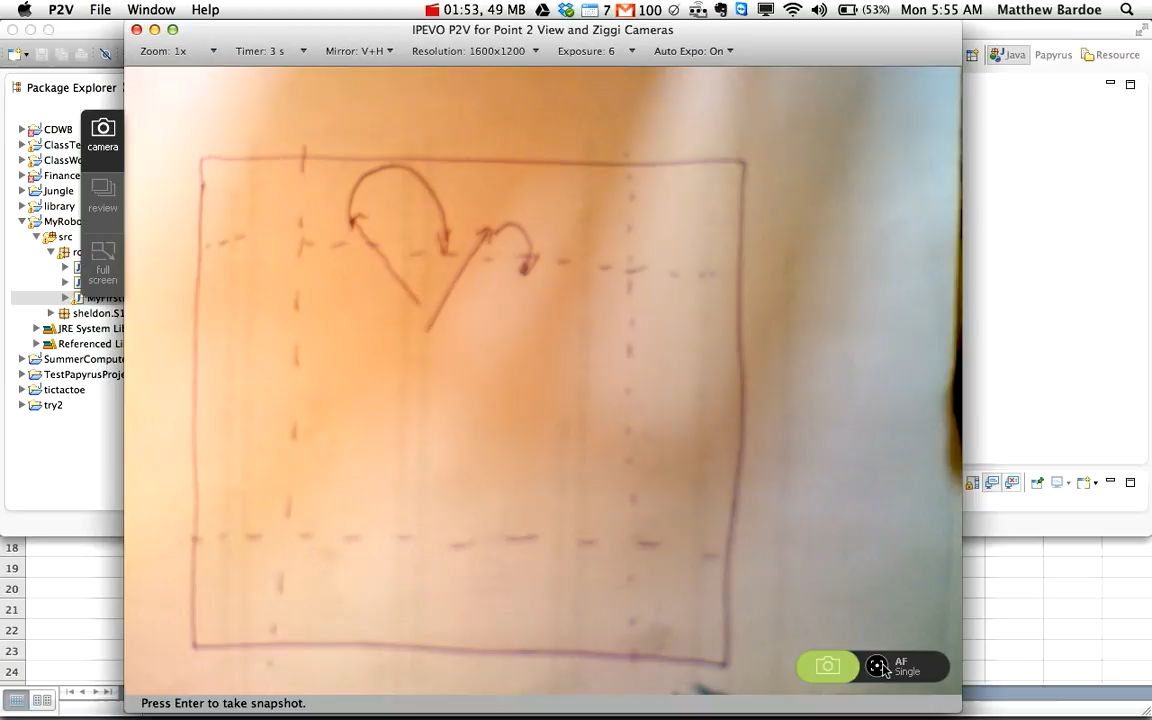 P2V File Window Help 01:53, 49 MB 7 100 (53%) Mon 5:55 AM Matthew Bardoe
IPEVO P2V for Point 2 View and Ziggi Cameras
Zoom: 1x Timer: 3 s Mirror: V+H Resolution: 1600x1200 Exposure: 6 Auto Expo: On
Java Papyrus Resource
Package Explorer
camera
review
full
screen
CDWB
ClassTe
ClassWo
Finance
Jungle
library
MyRobo
src
ro
MyFirst
sheldon.S1
JRE System Lib
Referenced Li
SummerCompute
TestPapyrusProje
tictactoe
try2
18
19
20
21
22
23
24
AF
Single
Press Enter to take snapshot.